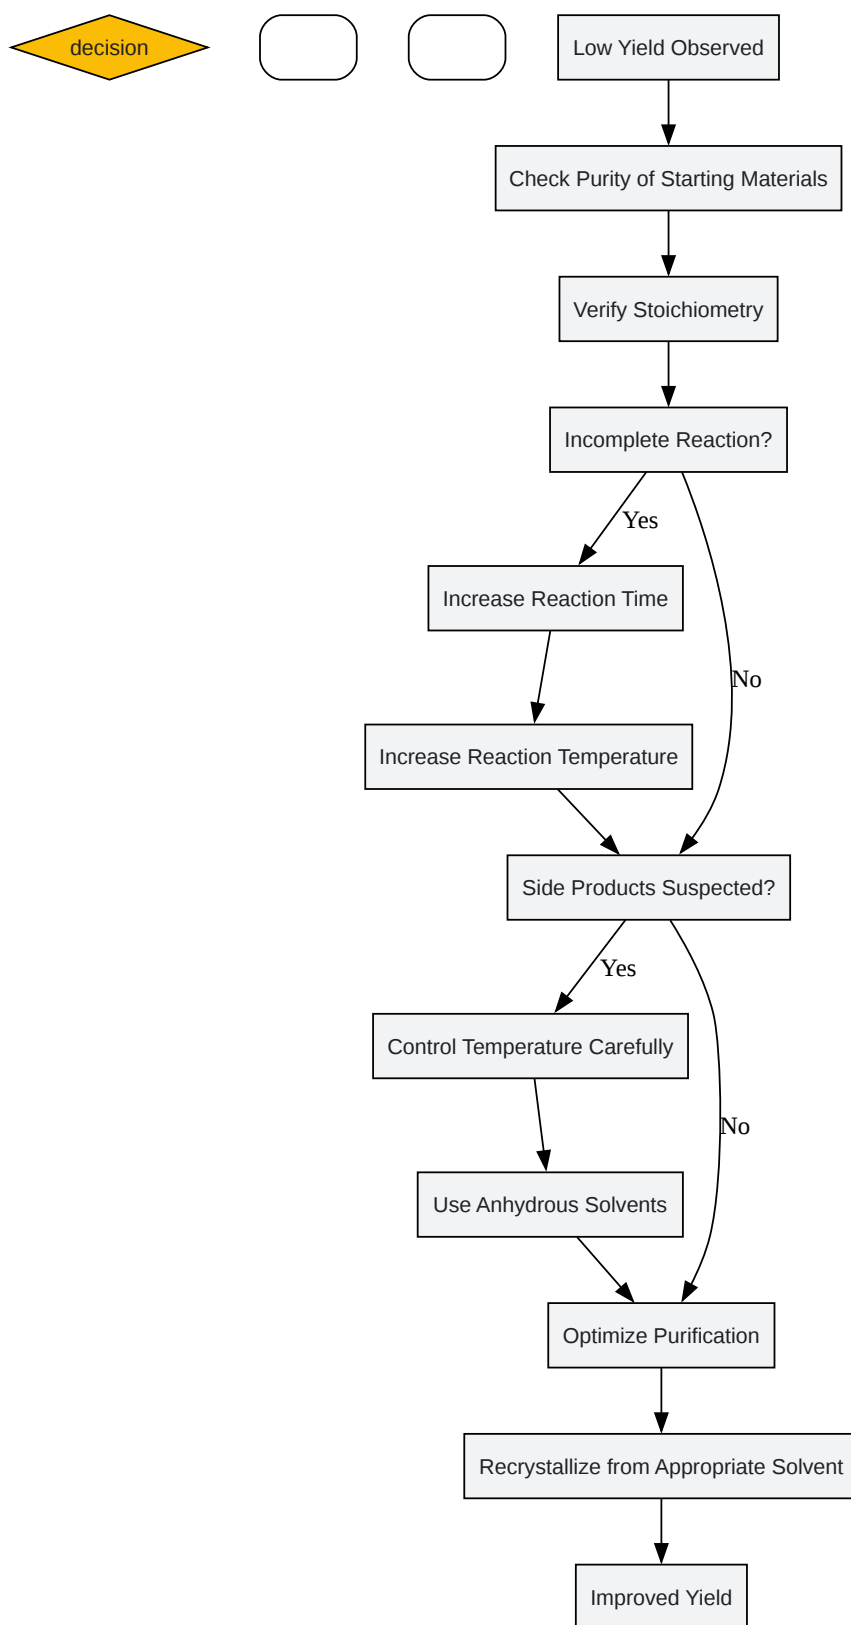 decision
Low Yield Observed
Check Purity of Starting Materials
Verify Stoichiometry
Incomplete Reaction?
Yes
Increase Reaction Time
No
Increase Reaction Temperature
Side Products Suspected?
Yes
Control Temperature Carefully
No
Use Anhydrous Solvents
Optimize Purification
Recrystallize from Appropriate Solvent
Improved Yield